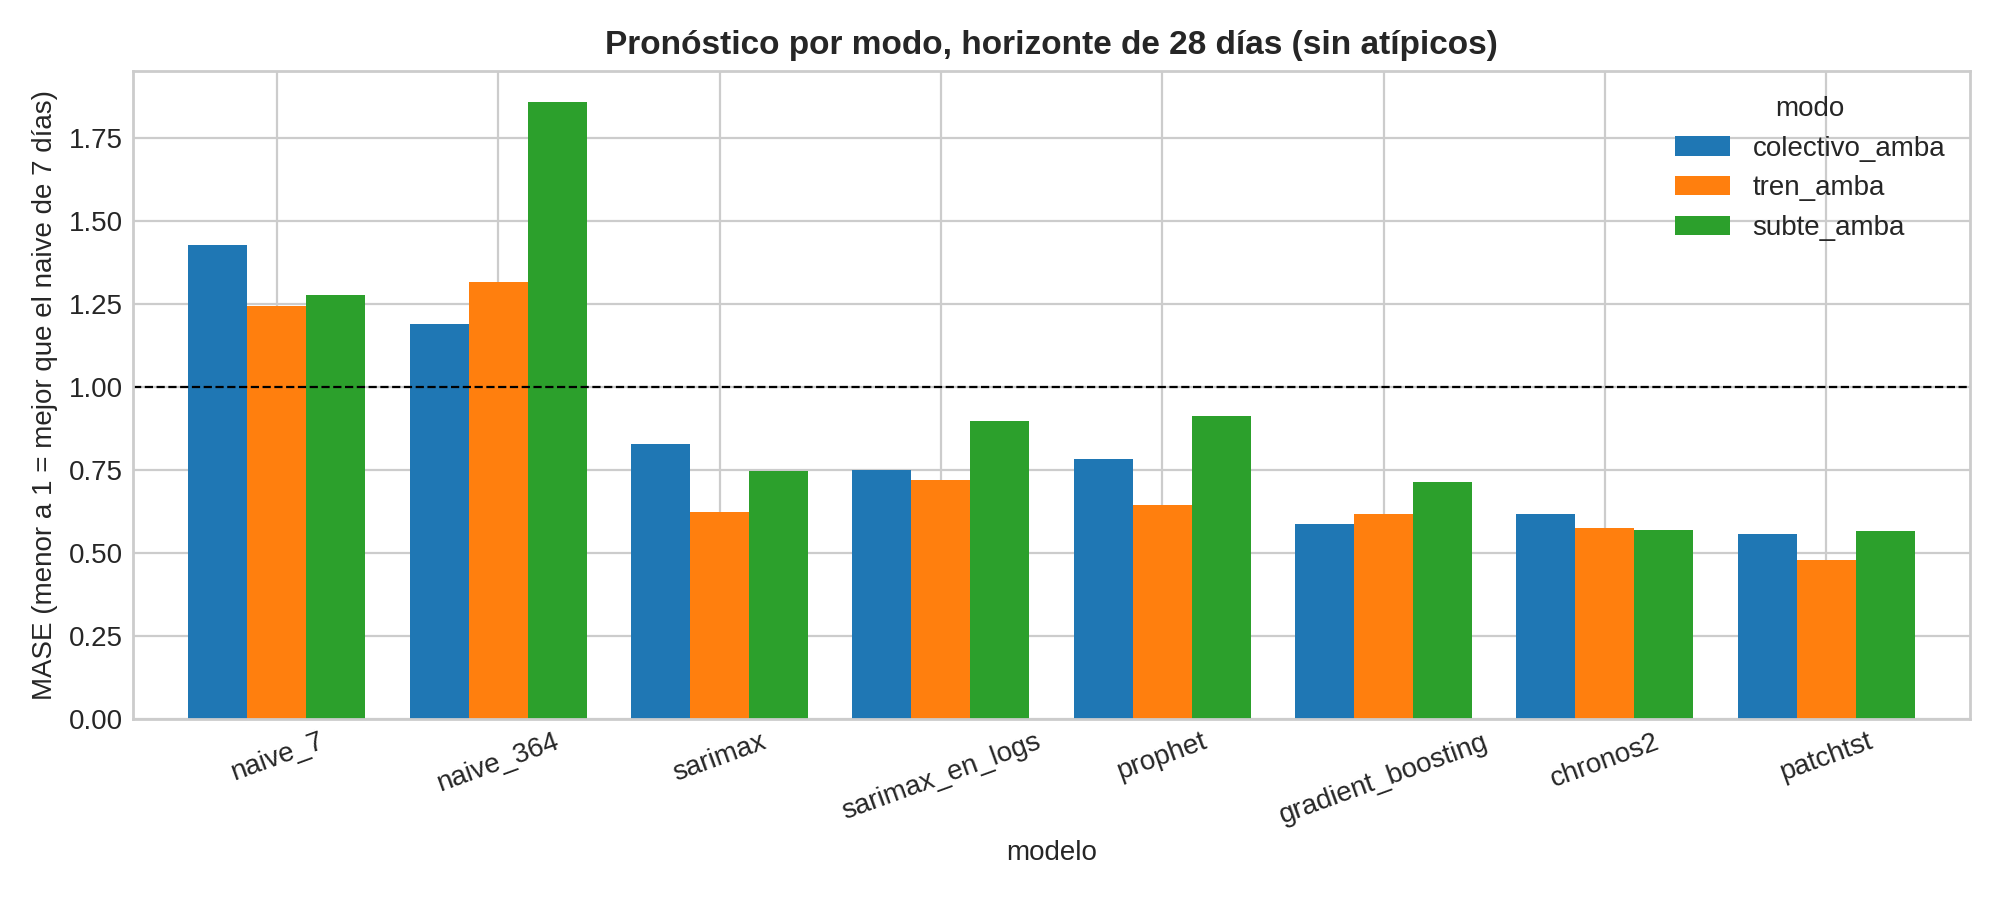 Pronóstico por modo, horizonte de 28 días (sin atípicos)
MASE (menor a 1 = mejor que el naive de 7 días)
1.75
1.50
1.25
1.00
0.75
0.50
0.25
0.00
modo
colectivo_amba
tren_amba
subte_amba
naive_7
naive_364
sarimax
sarimax_en_logs
prophet
gradient_boosting
chronos2
patchtst
modelo